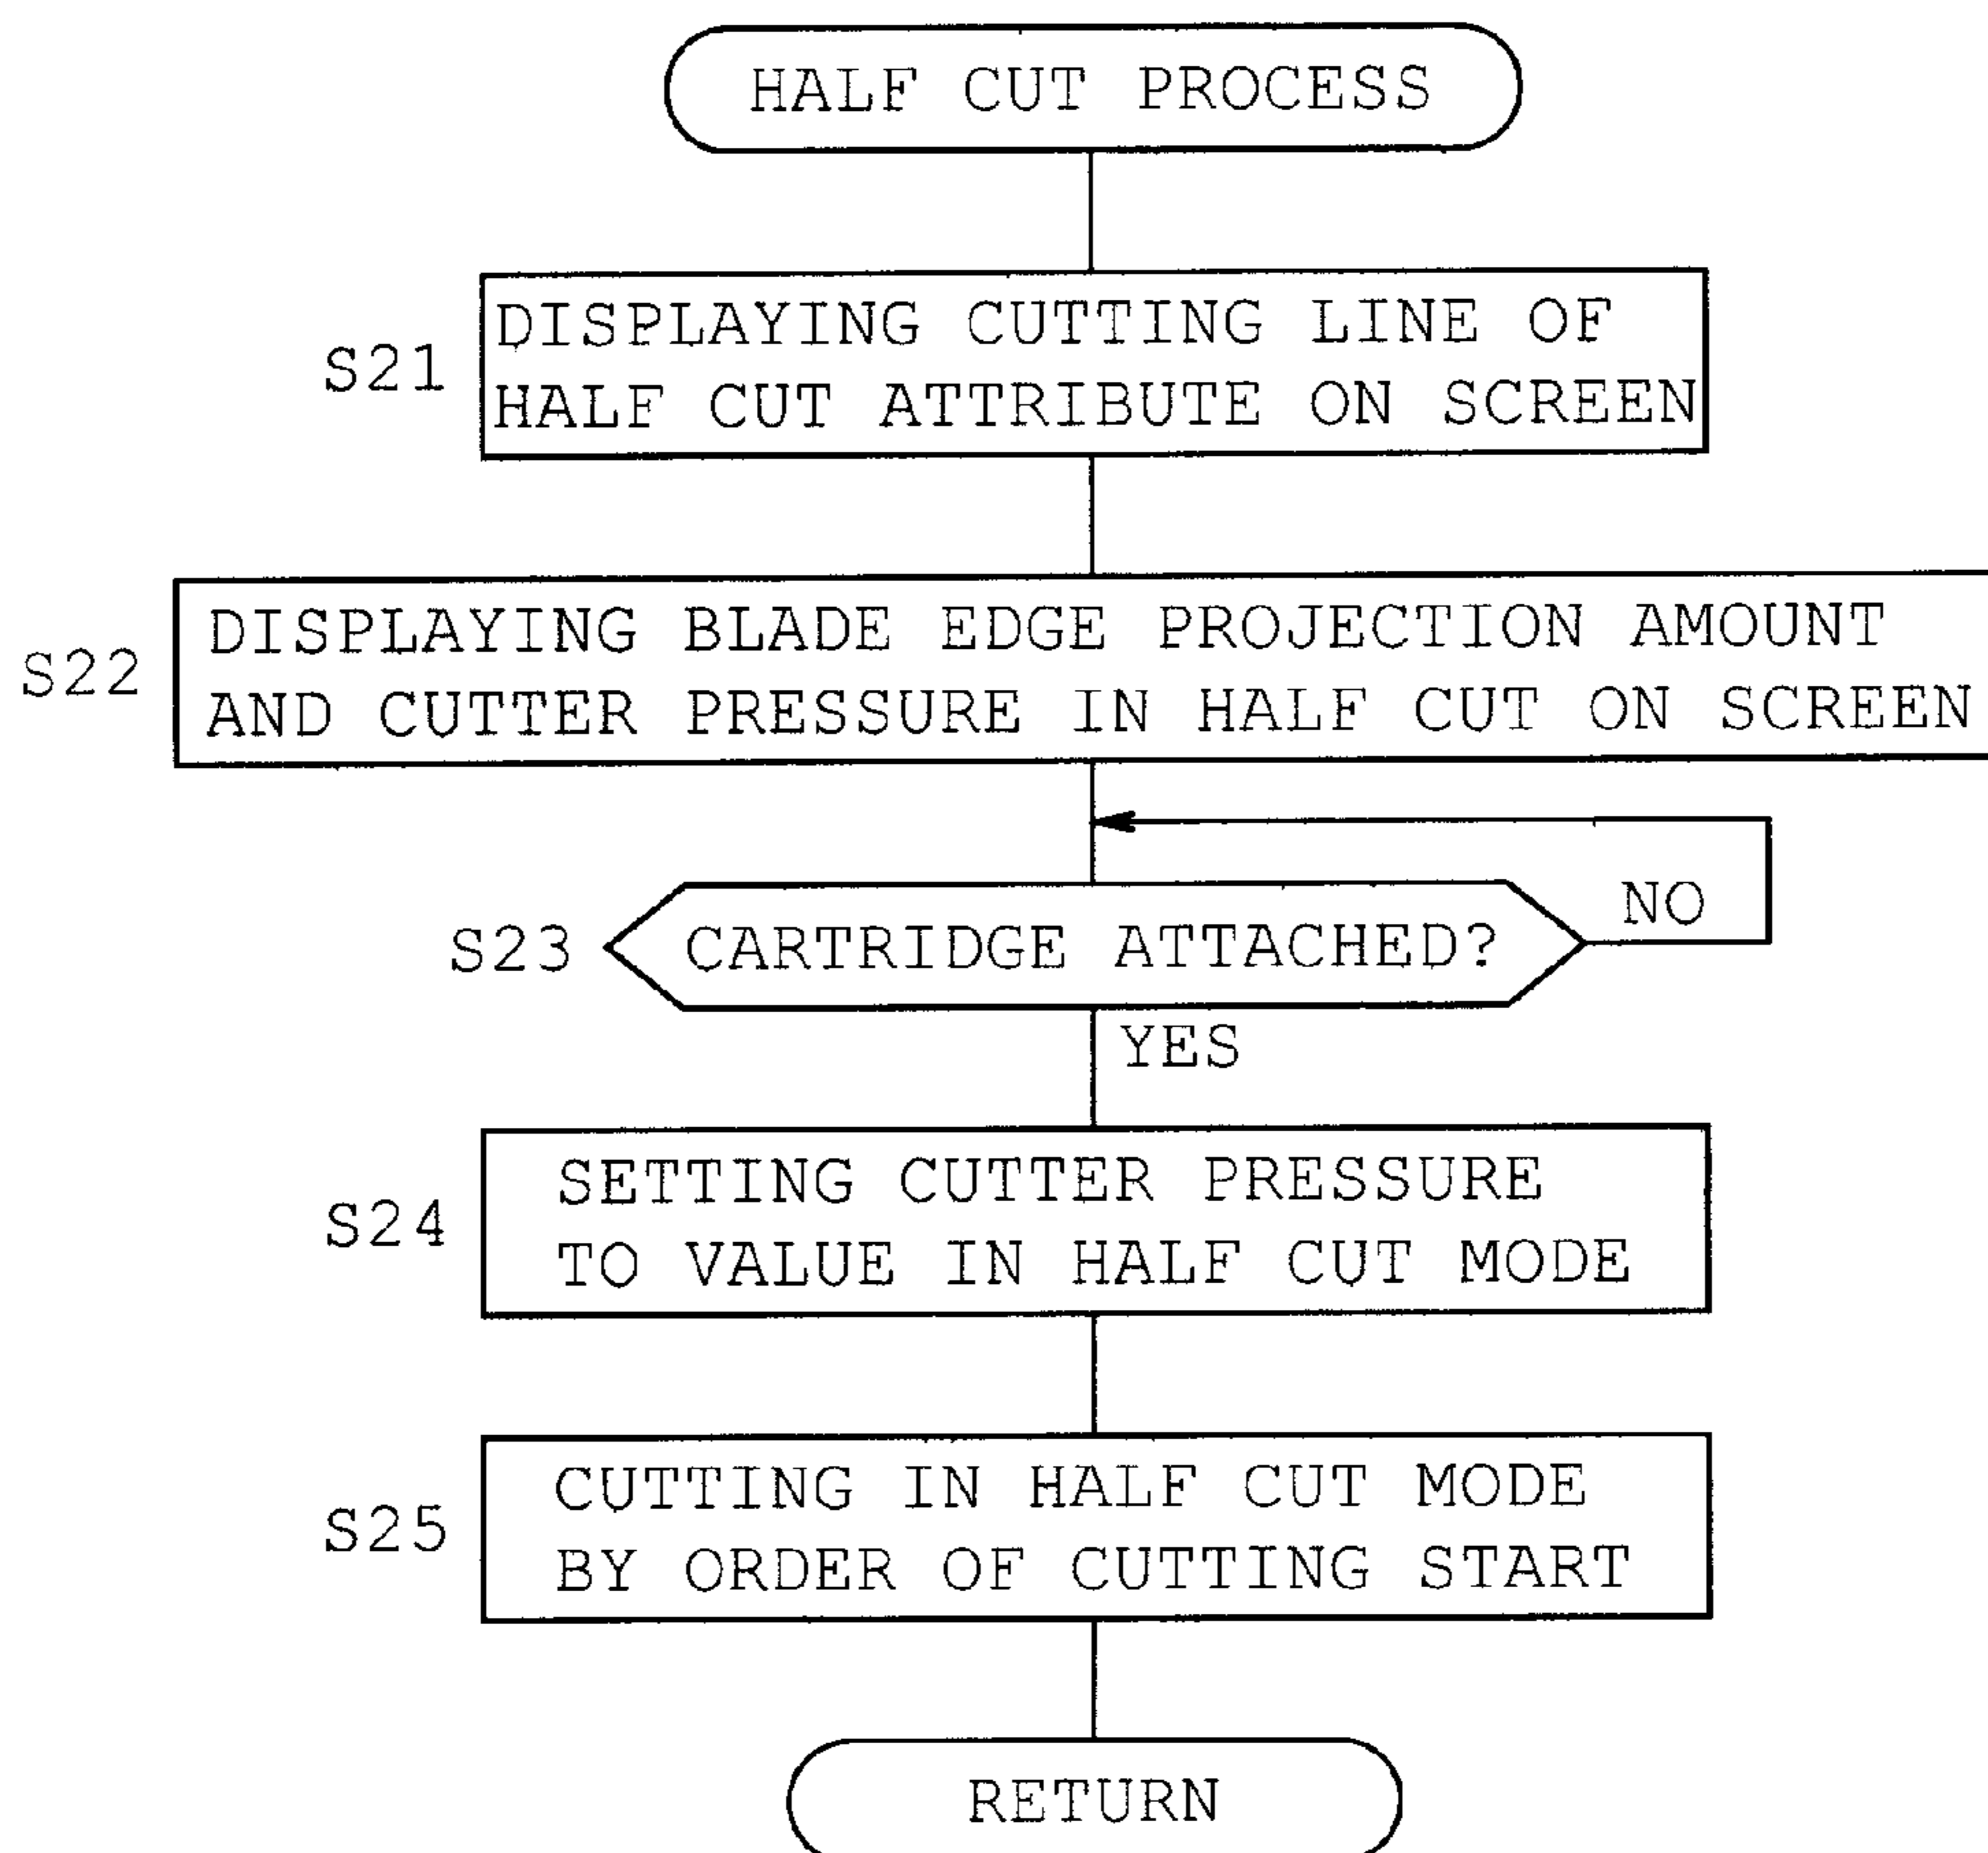 HALF CUT PROCESS
S21
DISPLAYING CUTTING LINE OF
HALF CUT ATTRIBUTE ON SCREEN
S22
DISPLAYING BLADE EDGE PROJECTION AMOUNT
AND CUTTER PRESSURE IN HALF CUT ON SCREEN
S23
CARTRIDGE ATTACHED?
NO
YES
S24
SETTING CUTTER PRESSURE
TO VALUE IN HALF CUT MODE
S25
CUTTING IN HALF CUT MODE
BY ORDER OF CUTTING START
RETURN